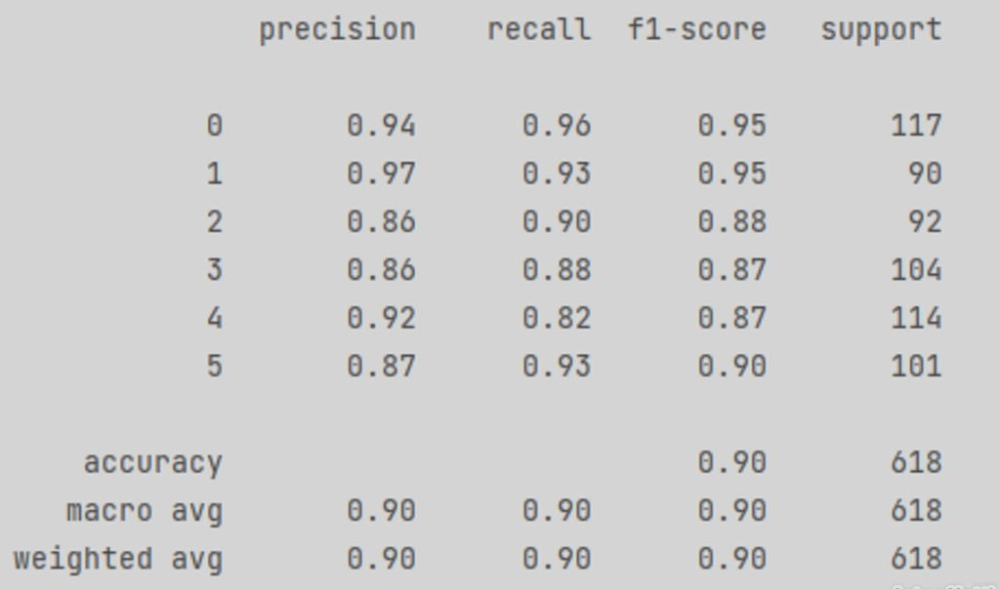 precision recall f1-score support
0 0.94 0.96 0.95 117
1 0.97 0.93 0.95 90
2 0.86 0.90 0.88 92
3 0.86 0.88 0.87 104
4 0.92 0.82 0.87 114
5 0.87 0.93 0.90 101
accuracy 0.90 618
macro avg 0.90 0.90 0.90 618
weighted avg 0.90 0.90 0.90 618